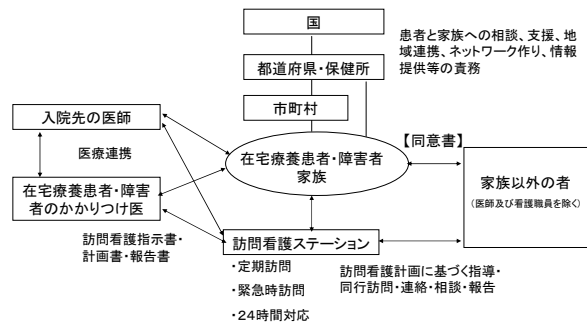 国
患者と家族への相談、支援、地
域連携、ネットワーク作り、情報
提供等の責務
都道府県・保健所
市町村
入院先の医師
【同意書】
医療連携
在宅療養患者・障害者
家族
家族以外の者
(医師及び看護職員を除く)
在宅療養患者・障害
者のかかりつけ医
訪問看護指示書・
計画書・報告書
訪問看護ステーション
・定期訪問
・緊急時訪問
・24時間対応
訪問看護計画に基づく指導・
同行訪問・連絡・相談・報告